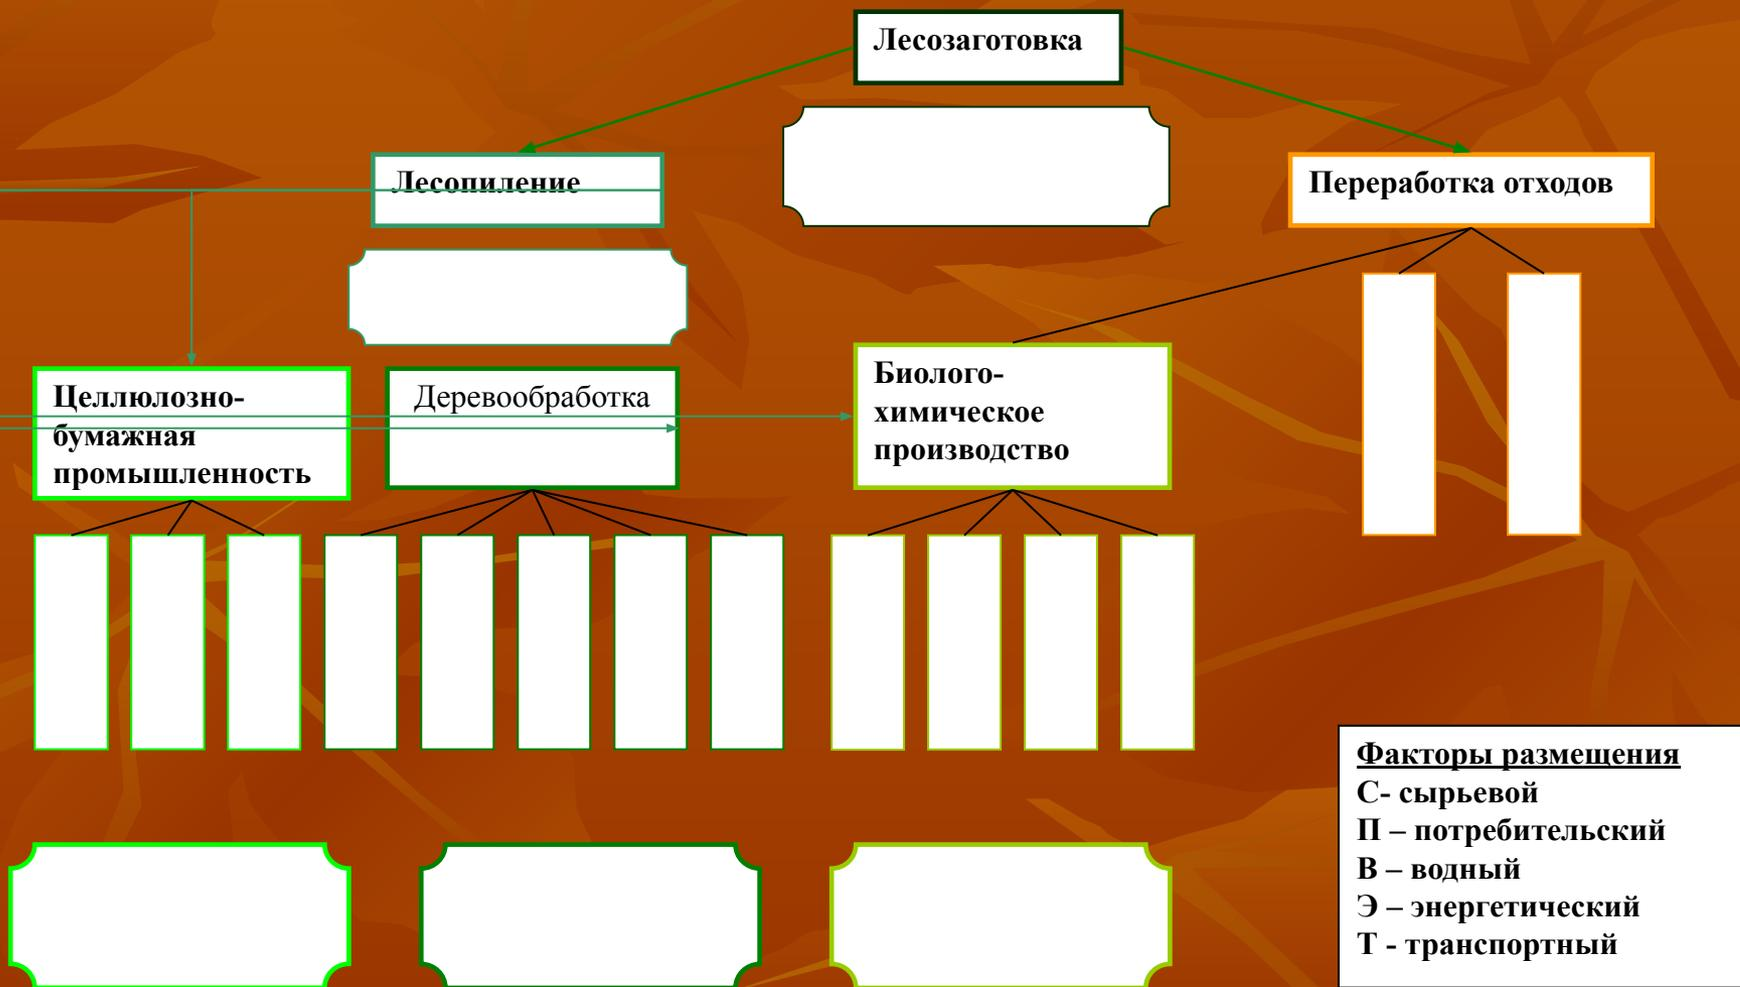 Лесозаготовка
Лесопиление
Переработка отходов
Целлюлозно-
бумажная
промышленность
Деревообработка
Биолого-
химическое
производство
Факторы размещения
С- сырьевой
П – потребительский
В – водный
Э – энергетический
Т - транспортный